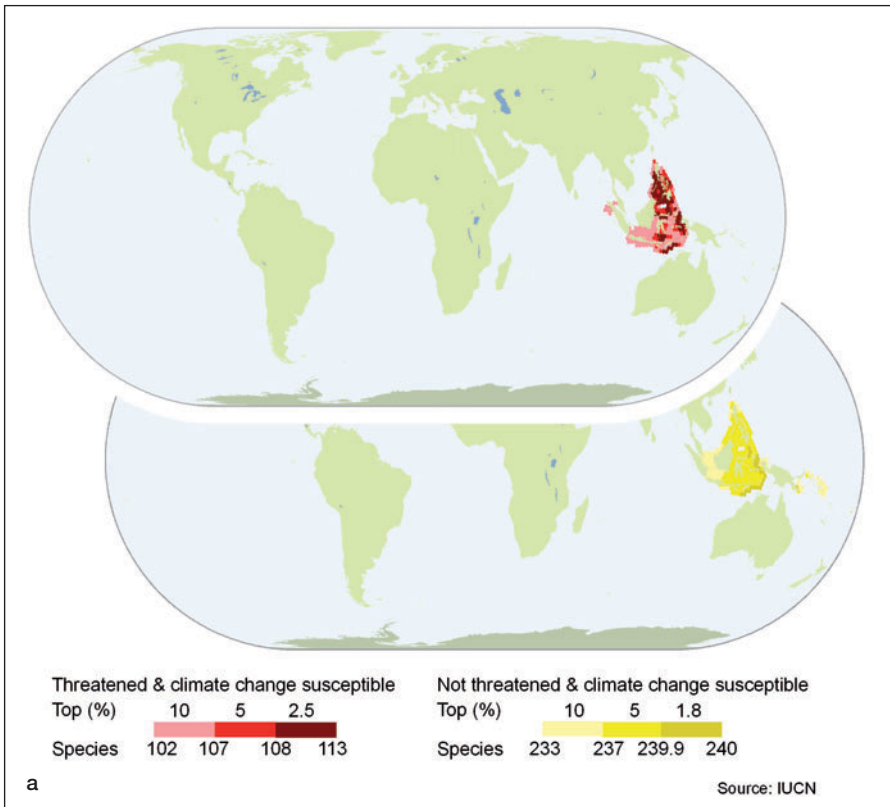 Threatened & climate change susceptible
Top (%) 10 5 2.5
Species 102 107 108 113
Not threatened & climate change susceptible
Top (%) 10 5 1.8
Species 233 237 239.9 240
a
Source: IUCN